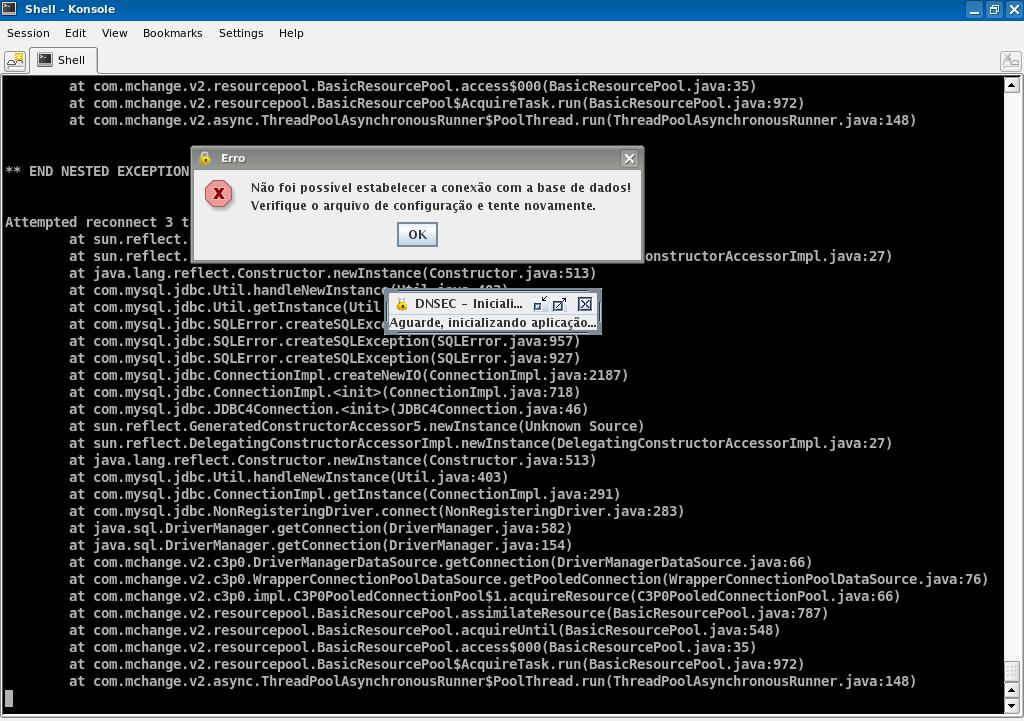 Shell - Konsole
Session Edit View Bookmarks Settings Help
Shell
at com.mchange.v2.resourcepool.BasicResourcePool.access$000(BasicResourcePool.java:35)
at com.mchange.v2.resourcepool.BasicResourcePool$AcquireTask.run(BasicResourcePool.java:972)
at com.mchange.v2.async.ThreadPoolAsynchronousRunner$PoolThread.run(ThreadPoolAsynchronousRunner.java:148)
** END NESTED EXCEPTION
Erro
Não foi possível estabelecer a conexão com a base de dados!
Verifique o arquivo de configuração e tente novamente.
OK
Attempted reconnect 3 t
at sun.reflect.
at sun.reflect. onstructorAccessorImpl.java:27)
at java.lang.reflect.Constructor.newInstance(Constructor.java:513)
at com.mysql.jdbc.Util.handleNewInstance(Util.java:403)
at com.mysql.jdbc.Util.getInstance(Util
DNSEC - Iniciali...
Aguarde, inicializando aplicação...
at com.mysql.jdbc.SQLError.createSQLExce
at com.mysql.jdbc.SQLError.createSQLException(SQLError.java:957)
at com.mysql.jdbc.SQLError.createSQLException(SQLError.java:927)
at com.mysql.jdbc.ConnectionImpl.createNewIO(ConnectionImpl.java:2187)
at com.mysql.jdbc.ConnectionImpl.<init>(ConnectionImpl.java:718)
at com.mysql.jdbc.JDBC4Connection.<init>(JDBC4Connection.java:46)
at sun.reflect.GeneratedConstructorAccessor5.newInstance(Unknown Source)
at sun.reflect.DelegatingConstructorAccessorImpl.newInstance(DelegatingConstructorAccessorImpl.java:27)
at java.lang.reflect.Constructor.newInstance(Constructor.java:513)
at com.mysql.jdbc.Util.handleNewInstance(Util.java:403)
at com.mysql.jdbc.ConnectionImpl.getInstance(ConnectionImpl.java:291)
at com.mysql.jdbc.NonRegisteringDriver.connect(NonRegisteringDriver.java:283)
at java.sql.DriverManager.getConnection(DriverManager.java:582)
at java.sql.DriverManager.getConnection(DriverManager.java:154)
at com.mchange.v2.c3p0.DriverManagerDataSource.getConnection(DriverManagerDataSource.java:66)
at com.mchange.v2.c3p0.WrapperConnectionPoolDataSource.getPooledConnection(WrapperConnectionPoolDataSource.java:76)
at com.mchange.v2.c3p0.impl.C3P0PooledConnectionPool$1.acquireResource(C3P0PooledConnectionPool.java:66)
at com.mchange.v2.resourcepool.BasicResourcePool.assimilateResource(BasicResourcePool.java:787)
at com.mchange.v2.resourcepool.BasicResourcePool.acquireUntil(BasicResourcePool.java:548)
at com.mchange.v2.resourcepool.BasicResourcePool.access$000(BasicResourcePool.java:35)
at com.mchange.v2.resourcepool.BasicResourcePool$AcquireTask.run(BasicResourcePool.java:972)
at com.mchange.v2.async.ThreadPoolAsynchronousRunner$PoolThread.run(ThreadPoolAsynchronousRunner.java:148)